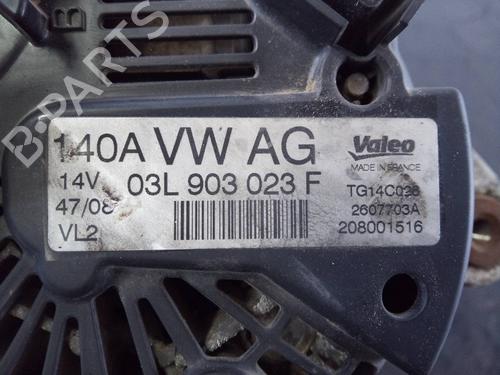 B
B-PARTS
140A VW AG
14V 03L 903 023 F
47/08
VL2
Valeo
MADE IN FRANCE
TG14C026
2607703A
208001516